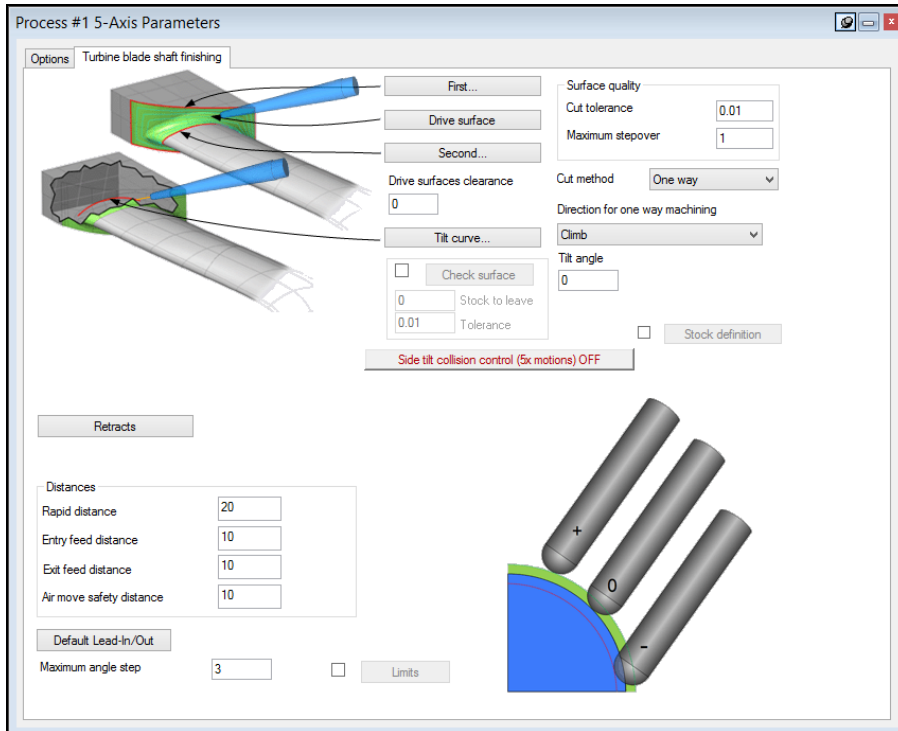 Process #1 5-Axis Parameters
Options
Turbine blade shaft finishing
First...
Drive surface
Second...
Drive surfaces clearance
0
Tilt curve...
Check surface
0 Stock to leave
0.01 Tolerance
Surface quality
Cut tolerance 0.01
Maximum stepover 1
Cut method One way
Direction for one way machining
Climb
Tilt angle
0
Stock definition
Side tilt collision control (5x motions) OFF
Retracts
Distances
Rapid distance 20
Entry feed distance 10
Exit feed distance 10
Air move safety distance 10
Default Lead-In/Out
Maximum angle step 3
Limits
+
0
-